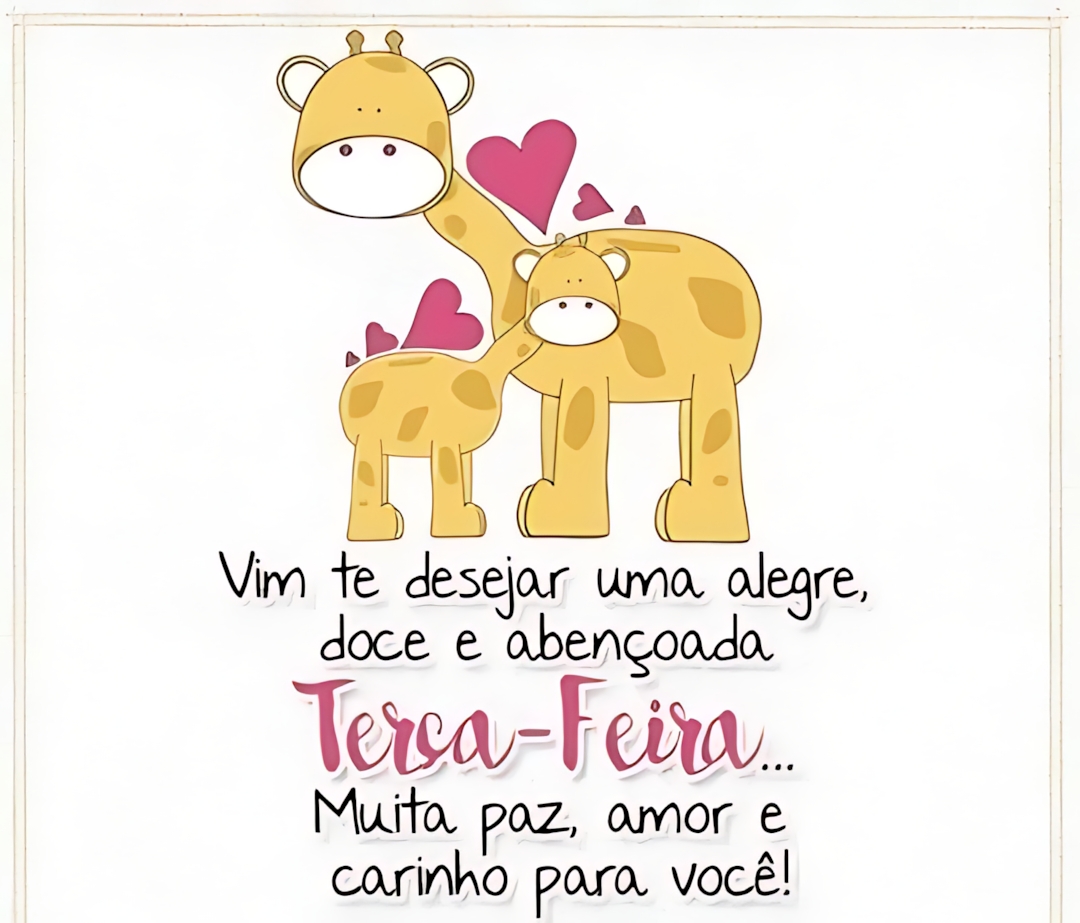 Vim te desejar uma alegre,
doce e abençoada
Terça-Feira...
Muita paz, amor e
carinho para você!